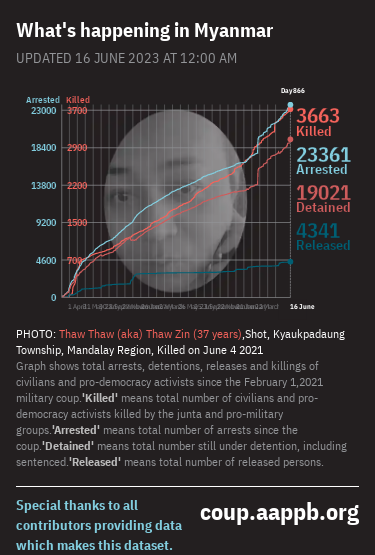 What's happening in Myanmar
UPDATED 16 JUNE 2023 AT 12:00 AM
Day866
Arrested Killed
23000 3700
18400 2900
13800 2200
9200 1500
4600 700
0
3663
Killed
23361
Arrested
19021
Detained
4341
Released
16 June
PHOTO: Thaw Thaw (aka) Thaw Zin (37 years),Shot, Kyaukpadaung
Township, Mandalay Region, Killed on June 4 2021
Graph shows total arrests, detentions, releases and killings of
civilians and pro-democracy activists since the February 1,2021
military coup.'Killed' means total number of civilians and pro-
democracy activists killed by the junta and pro-military
groups.'Arrested' means total number of arrests since the
coup.'Detained' means total number still under detention, including
sentenced.'Released' means total number of released persons.
Special thanks to all
contributors providing data
which makes this dataset.
coup.aappb.org